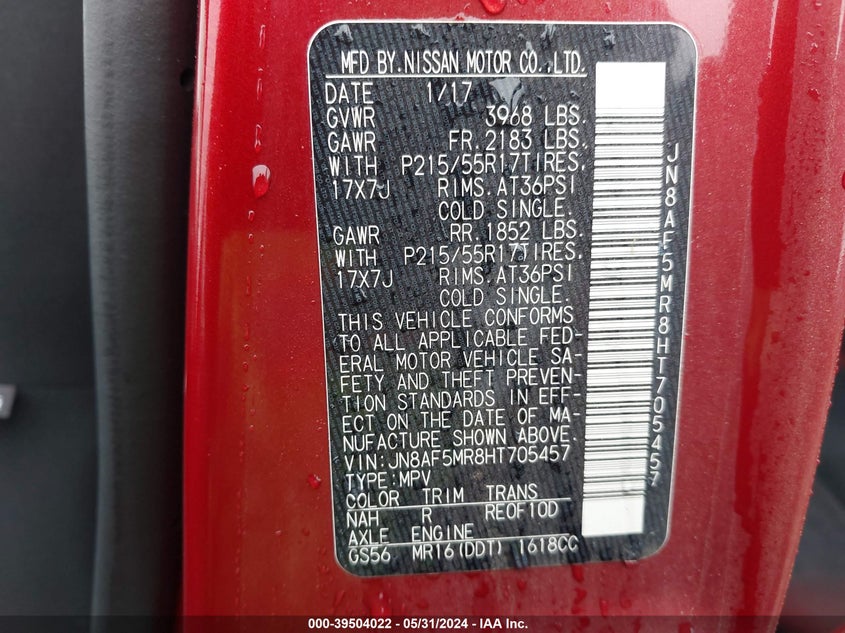 MFD BY.NISSAN MOTOR CO.,LTD.
DATE 1/17
GVWR 3968 LBS.
GAWR FR.2183 LBS.
WITH P215/55R17TIRES.
17X7J RIMS.AT36PSI
COLD SINGLE.
GAWR RR.1852 LBS.
WITH P215/55R17TIRES.
17X7J RIMS.AT36PSI
COLD SINGLE.
THIS VEHICLE CONFORMS
TO ALL APPLICABLE FED-
ERAL MOTOR VEHICLE SA-
FETY AND THEFT PREVEN-
TION STANDARDS IN EFF-
ECT ON THE DATE OF MA-
NUFACTURE SHOWN ABOVE.
VIN:JN8AF5MR8HT705457
TYPE:MPV
COLOR TRIM TRANS
NAH R RE0F10D
AXLE ENGINE
GS56 MR16(DDT) 1618CC
JN8AF5MR8HT705457
000-39504022 - 05/31/2024 - IAA Inc.